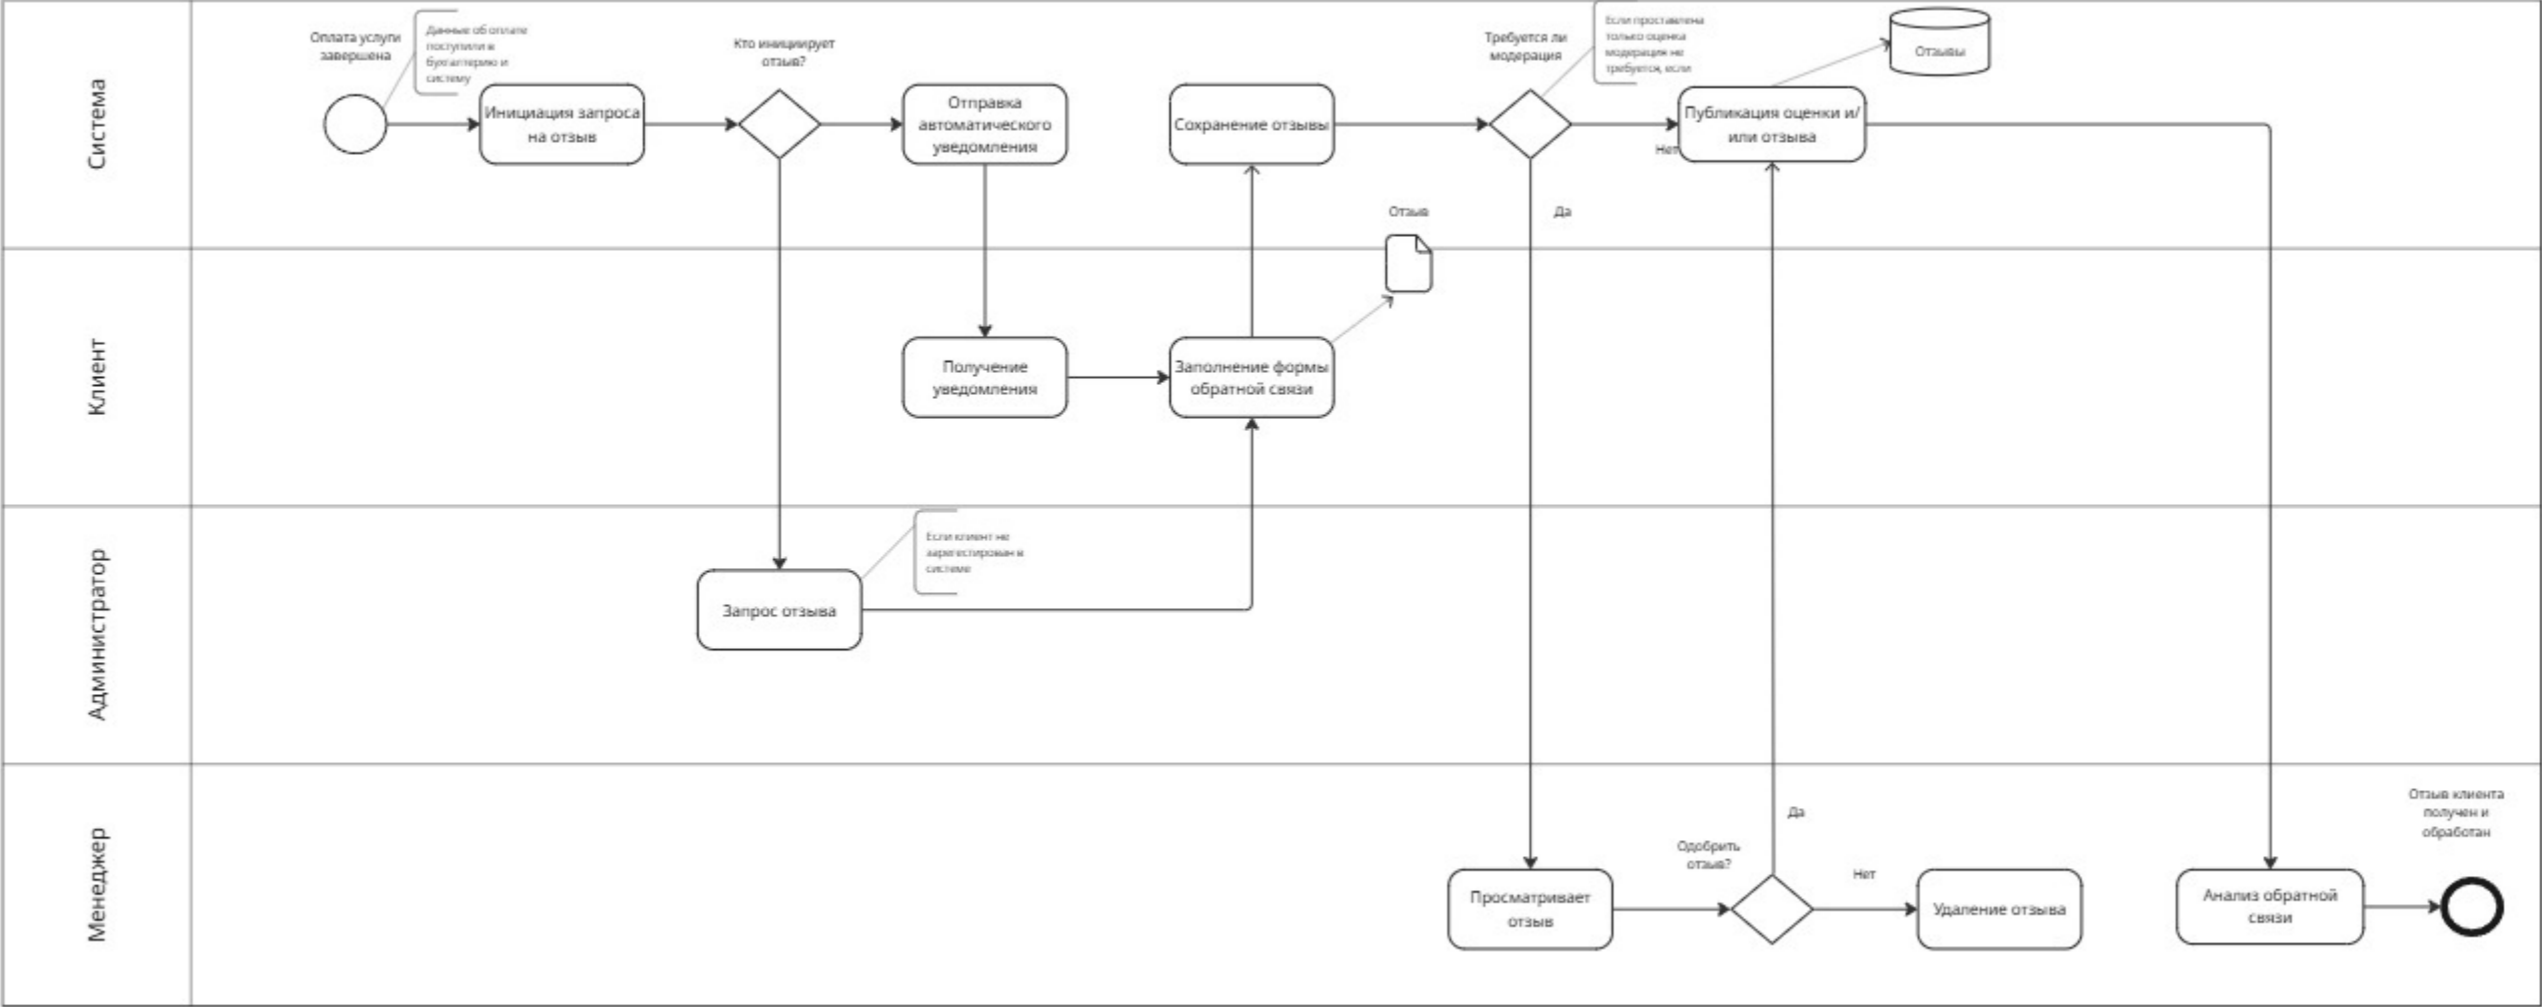 Система
Оплата услуги
завершена
Данные об оплате
поступили в
бухгалтерию и
систему
Инициация запроса
на отзыв
Кто инициирует
отзыв?
Отправка
автоматического
уведомления
Сохранение отзывы
Требуется ли
модерация
Если проставлена
только оценка
модерация не
требуется, если
Нет
Да
Публикация оценки и/
или отзыва
Отзывы
Клиент
Получение
уведомления
Заполнение формы
обратной связи
Отзыв
Администратор
Запрос отзыва
Если клиент не
зарегестирован в
системе
Менеджер
Просматривает
отзыв
Одобрить
отзыв?
Да
Нет
Удаление отзыва
Анализ обратной
связи
Отзыв клиента
получен и
обработан